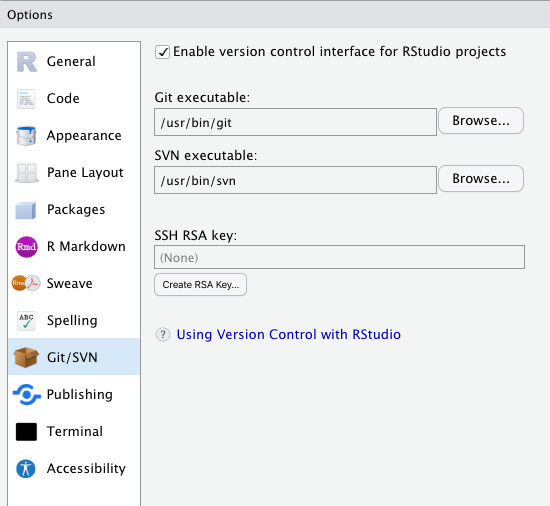 Options
General
Code
Appearance
Pane Layout
Packages
Rmd R Markdown
Rnw Sweave
ABC Spelling
Git/SVN
Publishing
Terminal
Accessibility
Enable version control interface for RStudio projects
Git executable:
/usr/bin/git Browse...
SVN executable:
/usr/bin/svn Browse...
SSH RSA key:
(None)
Create RSA Key...
? Using Version Control with RStudio